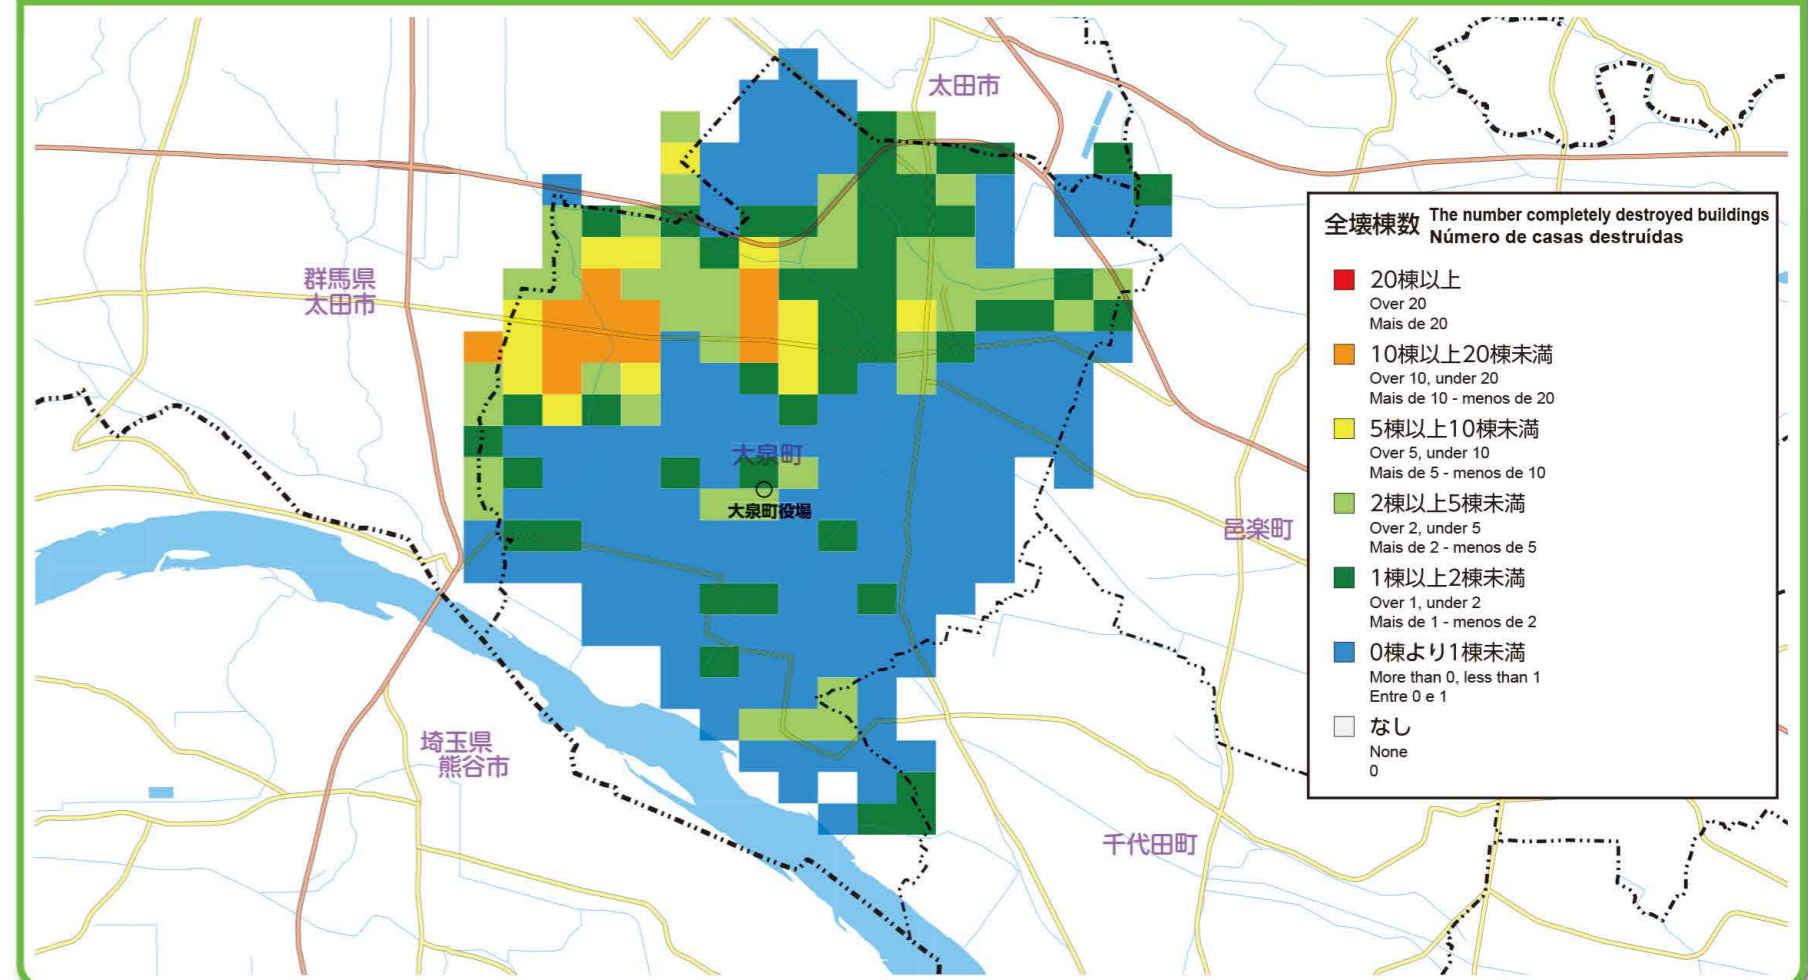 太田市
群馬県
太田市
大泉町
大泉町役場
邑楽町
埼玉県
熊谷市
千代田町
全壊棟数 The number completely destroyed buildings
Número de casas destruídas
20棟以上
Over 20
Mais de 20
10棟以上20棟未満
Over 10, under 20
Mais de 10 - menos de 20
5棟以上10棟未満
Over 5, under 10
Mais de 5 - menos de 10
2棟以上5棟未満
Over 2, under 5
Mais de 2 - menos de 5
1棟以上2棟未満
Over 1, under 2
Mais de 1 - menos de 2
0棟より1棟未満
More than 0, less than 1
Entre 0 e 1
なし
None
0